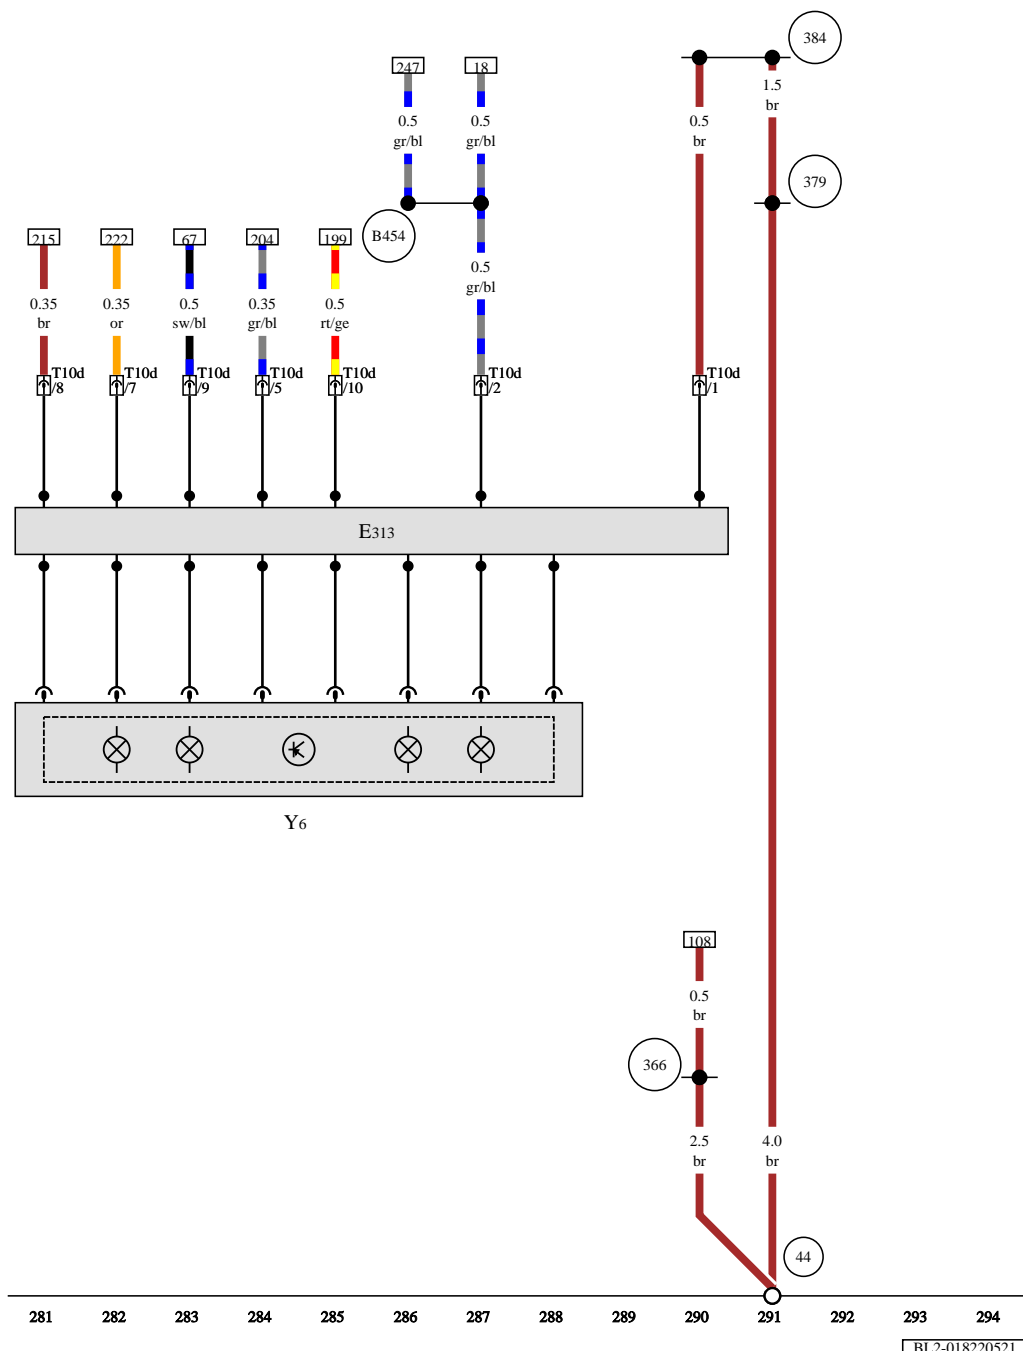 384
247
18
1.5
br
0.5
gr/bl
0.5
gr/bl
0.5
br
379
215
222
67
204
199
B454
0.5
gr/bl
0.35
br
0.35
or
0.5
sw/bl
0.35
gr/bl
0.5
rt/ge
T10d
/8
T10d
/7
T10d
/9
T10d
/5
T10d
/10
T10d
/2
T10d
/1
E313
Y6
108
0.5
br
366
2.5
br
4.0
br
44
281 282 283 284 285 286 287 288 289 290 291 292 293 294
BL2-018220521